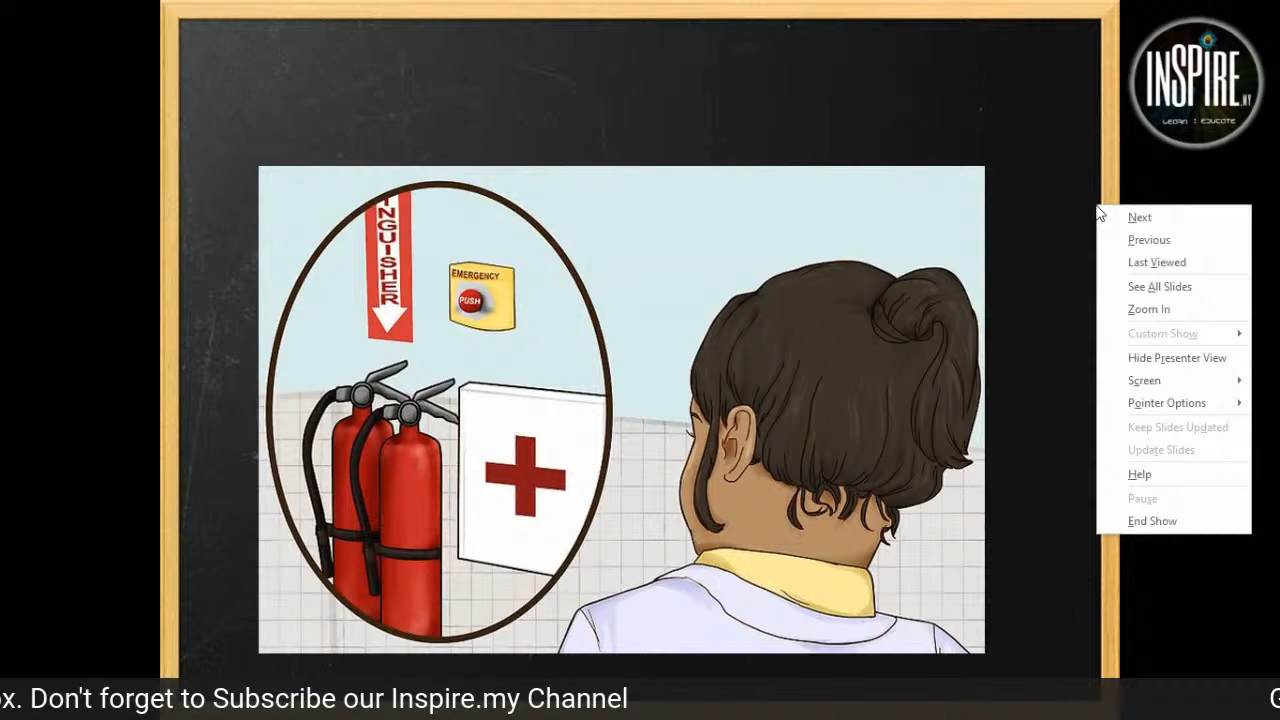 INSPIRE.MY
LEARN : EDUCATE
NGUISHER
EMERGENCY
PUSH
Next
Previous
Last Viewed
See All Slides
Zoom In
Custom Show
Hide Presenter View
Screen
Pointer Options
Keep Slides Updated
Update Slides
Help
Pause
End Show
ox. Don't forget to Subscribe our Inspire.my Channel G